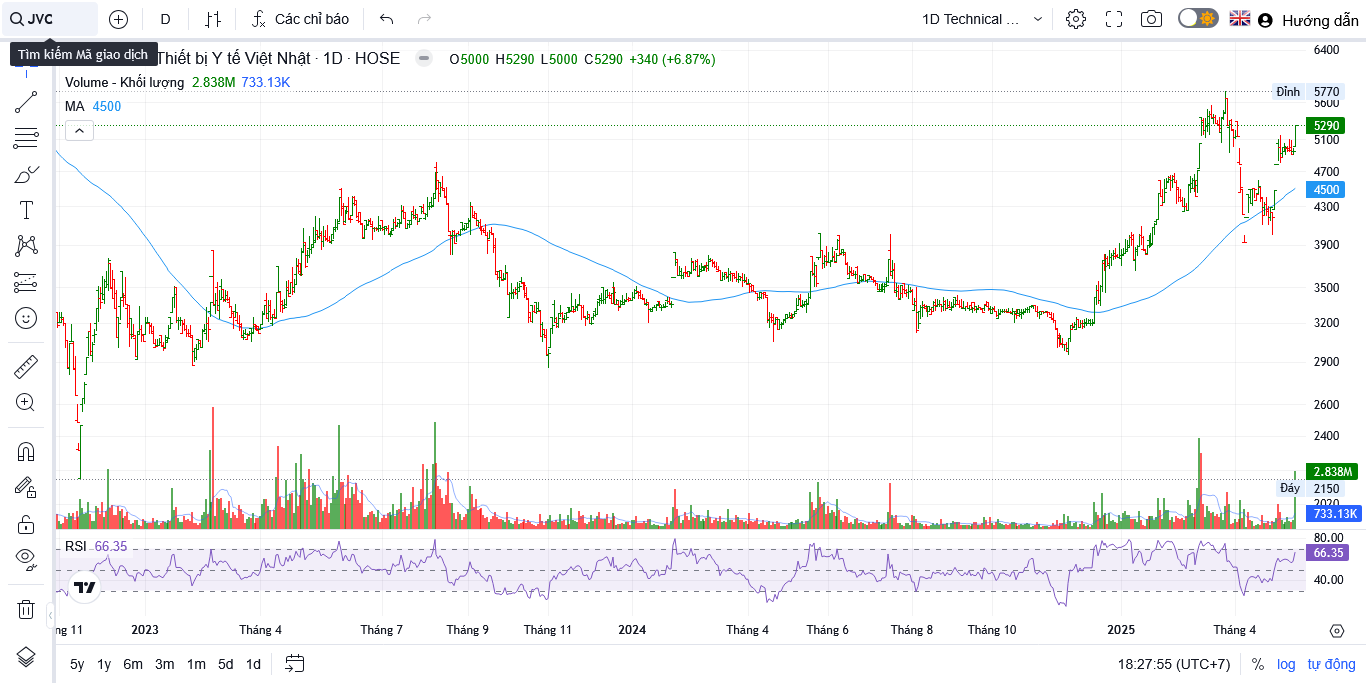 JVC D Các chỉ báo 1D Technical ... Hướng dẫn
Tìm kiếm Mã giao dịch
Thiết bị Y tế Việt Nhật · 1D · HOSE O5000 H5290 L5000 C5290 +340 (+6.87%)
Volume - Khối lượng 2.838M 733.13K
MA 4500
6400
Đỉnh 5770
5600
5290
5100
4700
4500
4300
3900
3500
3200
2900
2600
2400
2.838M
Đáy 2150
2020
733.13K
RSI 66.35
80.00
66.35
40.00
ng 11 2023 Tháng 4 Tháng 7 Tháng 9 Tháng 11 2024 Tháng 4 Tháng 6 Tháng 8 Tháng 10 2025 Tháng 4
5y 1y 6m 3m 1m 5d 1d 18:27:55 (UTC+7) % log tự động